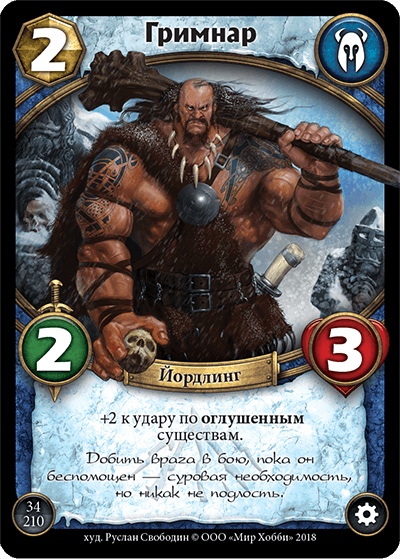 2
Гримнар
2
Йордлинг
3
+2 к удару по оглушенным
существам.
Добить врага в бою, пока он
беспомощен — суровая необходимость,
но никак не подлость.
34
210
худ. Руслан Свободин © ООО «Мир Хобби» 2018